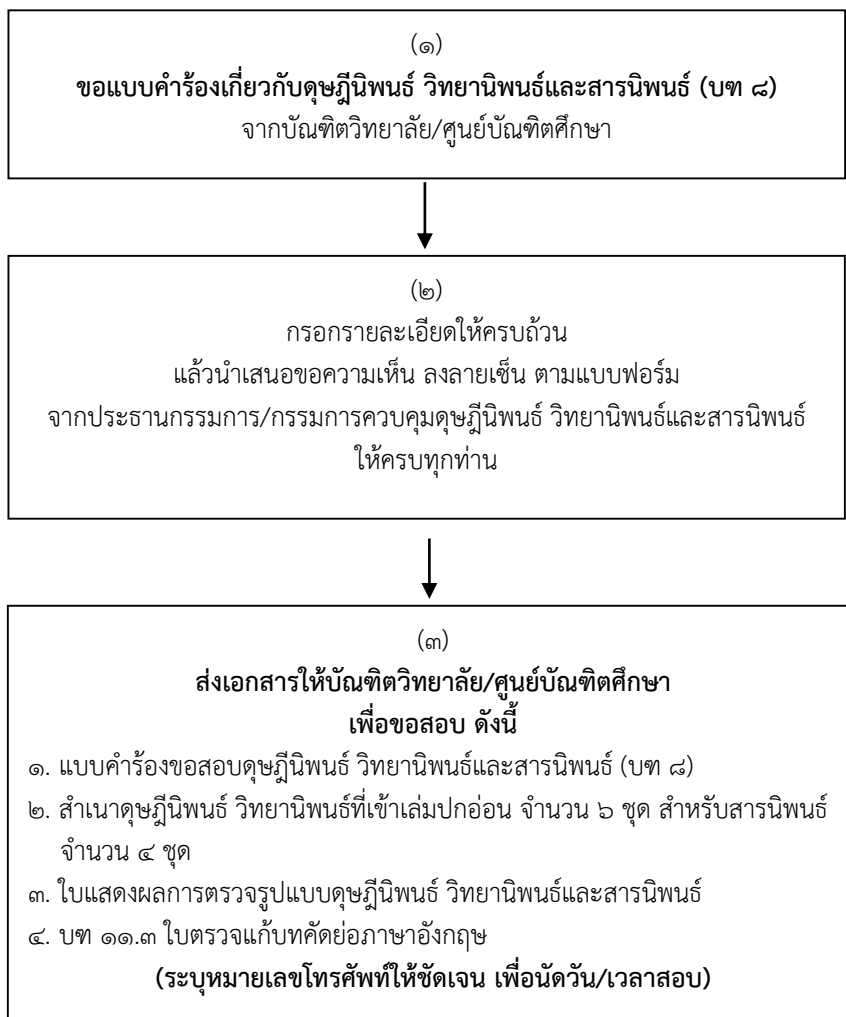 (๑)
ขอแบบคำร้องเกี่ยวกับดุษฎีนิพนธ์ วิทยานิพนธ์และสารนิพนธ์ (บฑ ๘)
จากบัณฑิตวิทยาลัย/ศูนย์บัณฑิตศึกษา
(๒)
กรอกรายละเอียดให้ครบถ้วน
แล้วนำเสนอขอความเห็น ลงลายเซ็น ตามแบบฟอร์ม
จากประธานกรรมการ/กรรมการควบคุมดุษฎีนิพนธ์ วิทยานิพนธ์และสารนิพนธ์
ให้ครบทุกท่าน
(๓)
ส่งเอกสารให้บัณฑิตวิทยาลัย/ศูนย์บัณฑิตศึกษา
เพื่อขอสอบ ดังนี้
๑. แบบคำร้องขอสอบดุษฎีนิพนธ์ วิทยานิพนธ์และสารนิพนธ์ (บฑ ๘)
๒. สำเนาดุษฎีนิพนธ์ วิทยานิพนธ์ที่เข้าเล่มปกอ่อน จำนวน ๖ ชุด สำหรับสารนิพนธ์
จำนวน ๔ ชุด
๓. ใบแสดงผลการตรวจรูปแบบดุษฎีนิพนธ์ วิทยานิพนธ์และสารนิพนธ์
๔. บฑ ๑๑.๓ ใบตรวจแก้บทคัดย่อภาษาอังกฤษ
(ระบุหมายเลขโทรศัพท์ให้ชัดเจน เพื่อนัดวัน/เวลาสอบ)